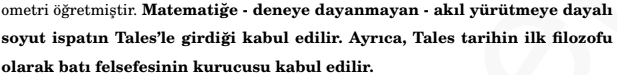 ometri öğretmiştir. Matematiğe - deneye dayanmayan - akıl yürütmeye dayalı
soyut ispatın Tales'le girdiği kabul edilir. Ayrıca, Tales tarihin ilk filozofu
olarak batı felsefesinin kurucusu kabul edilir.